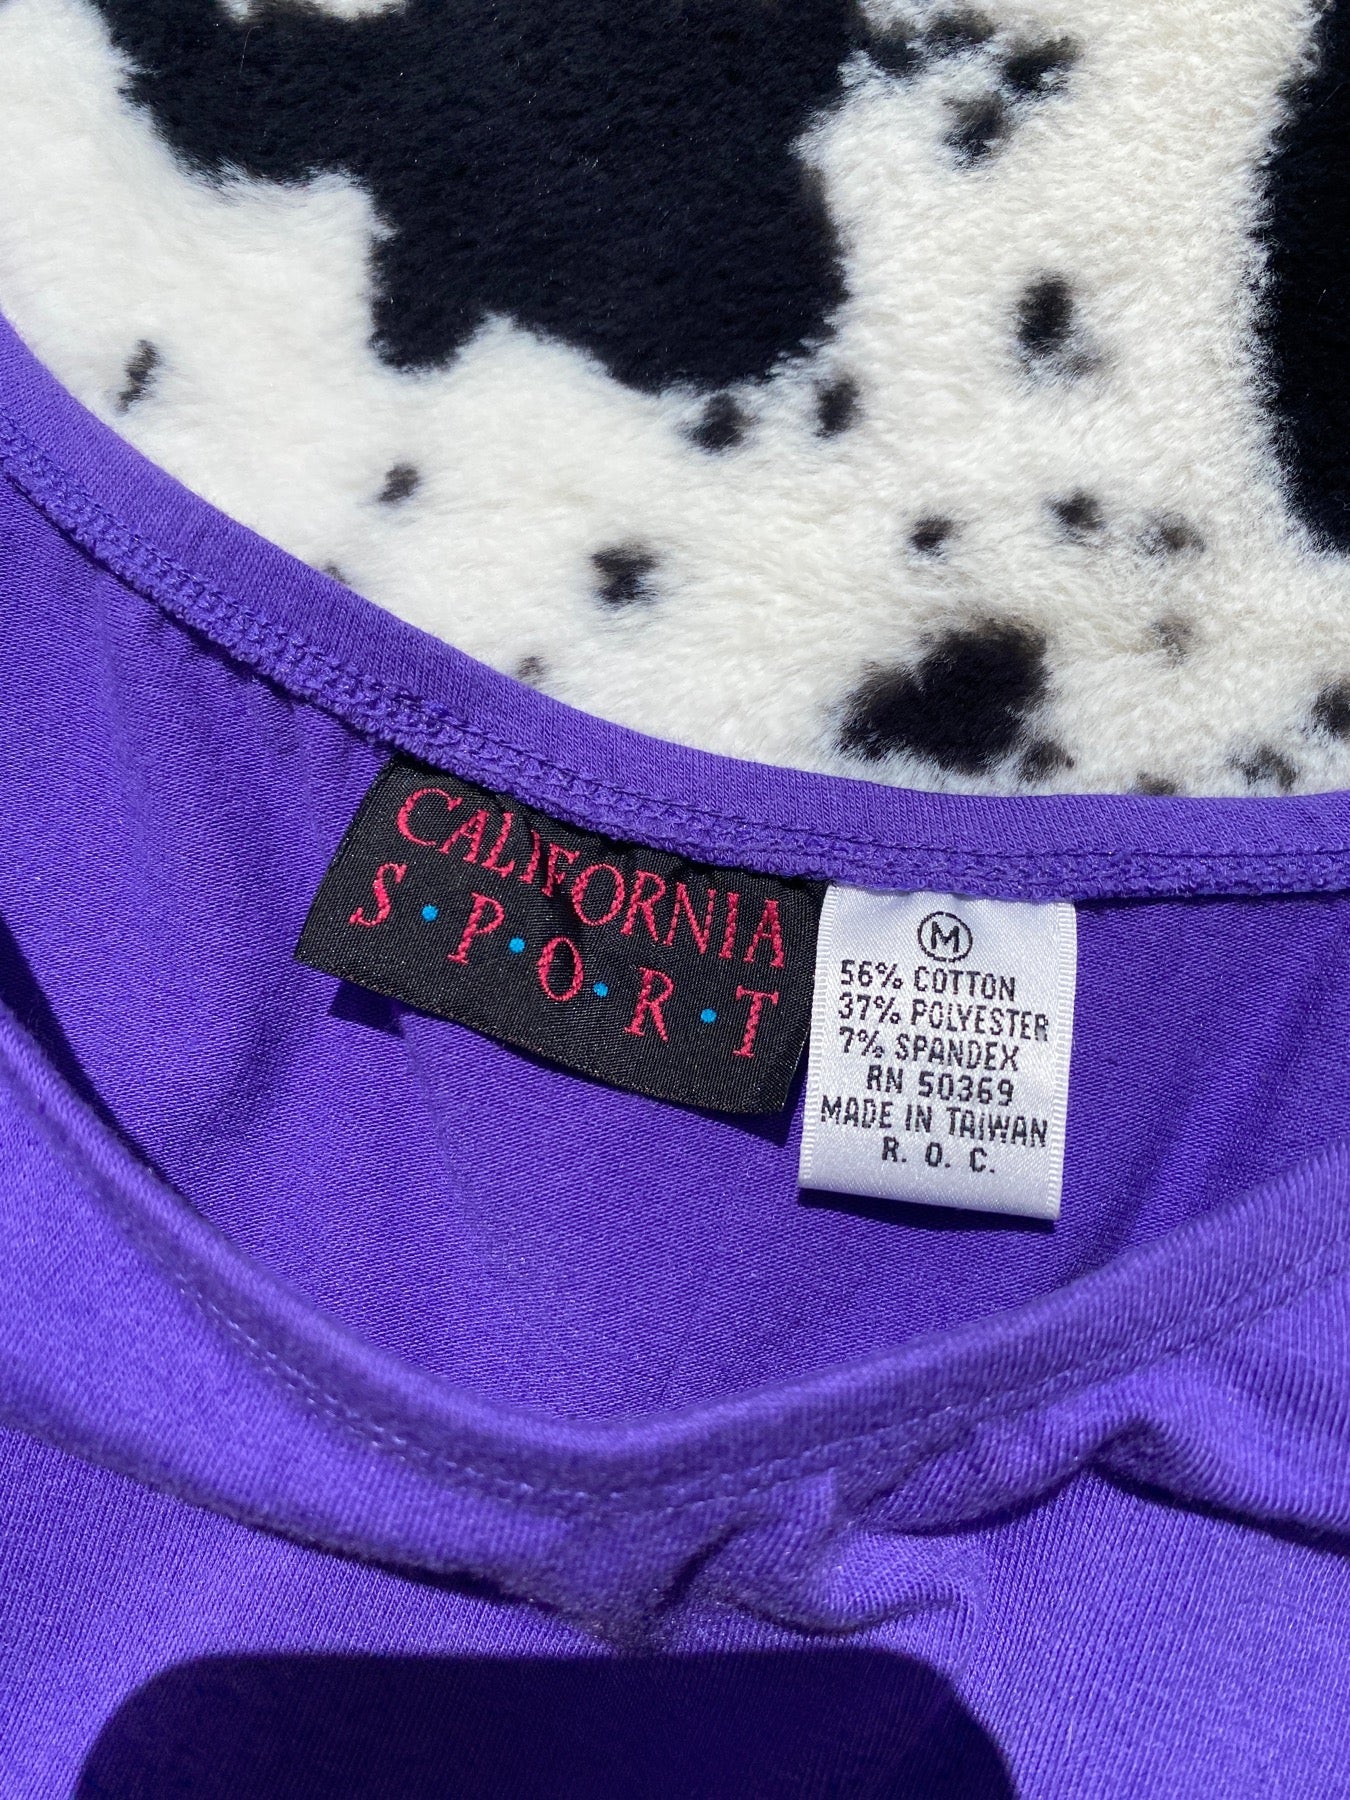 CALIFORNIA
S·P·O·R·T
M
56% COTTON
37% POLYESTER
7% SPANDEX
RN 50369
MADE IN TAIWAN
R. O. C.